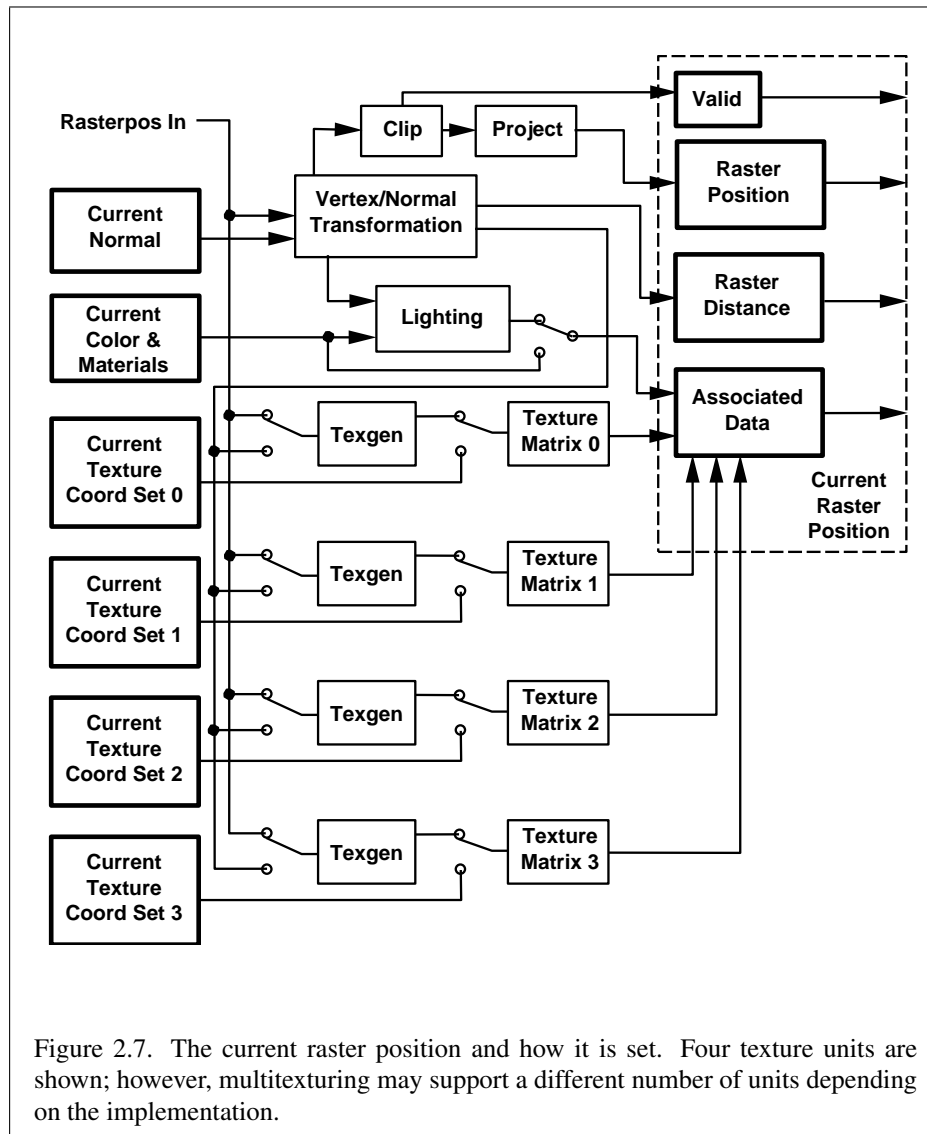 Rasterpos In
Clip
Project
Valid
Raster
Position
Current
Normal
Vertex/Normal
Transformation
Raster
Distance
Current
Color &
Materials
Lighting
Associated
Data
Current
Raster
Position
Current
Texture
Coord Set 0
Texgen
Texture
Matrix 0
Current
Texture
Coord Set 1
Texgen
Texture
Matrix 1
Current
Texture
Coord Set 2
Texgen
Texture
Matrix 2
Current
Texture
Coord Set 3
Texgen
Texture
Matrix 3
Figure 2.7. The current raster position and how it is set. Four texture units are
shown; however, multitexturing may support a different number of units depending
on the implementation.